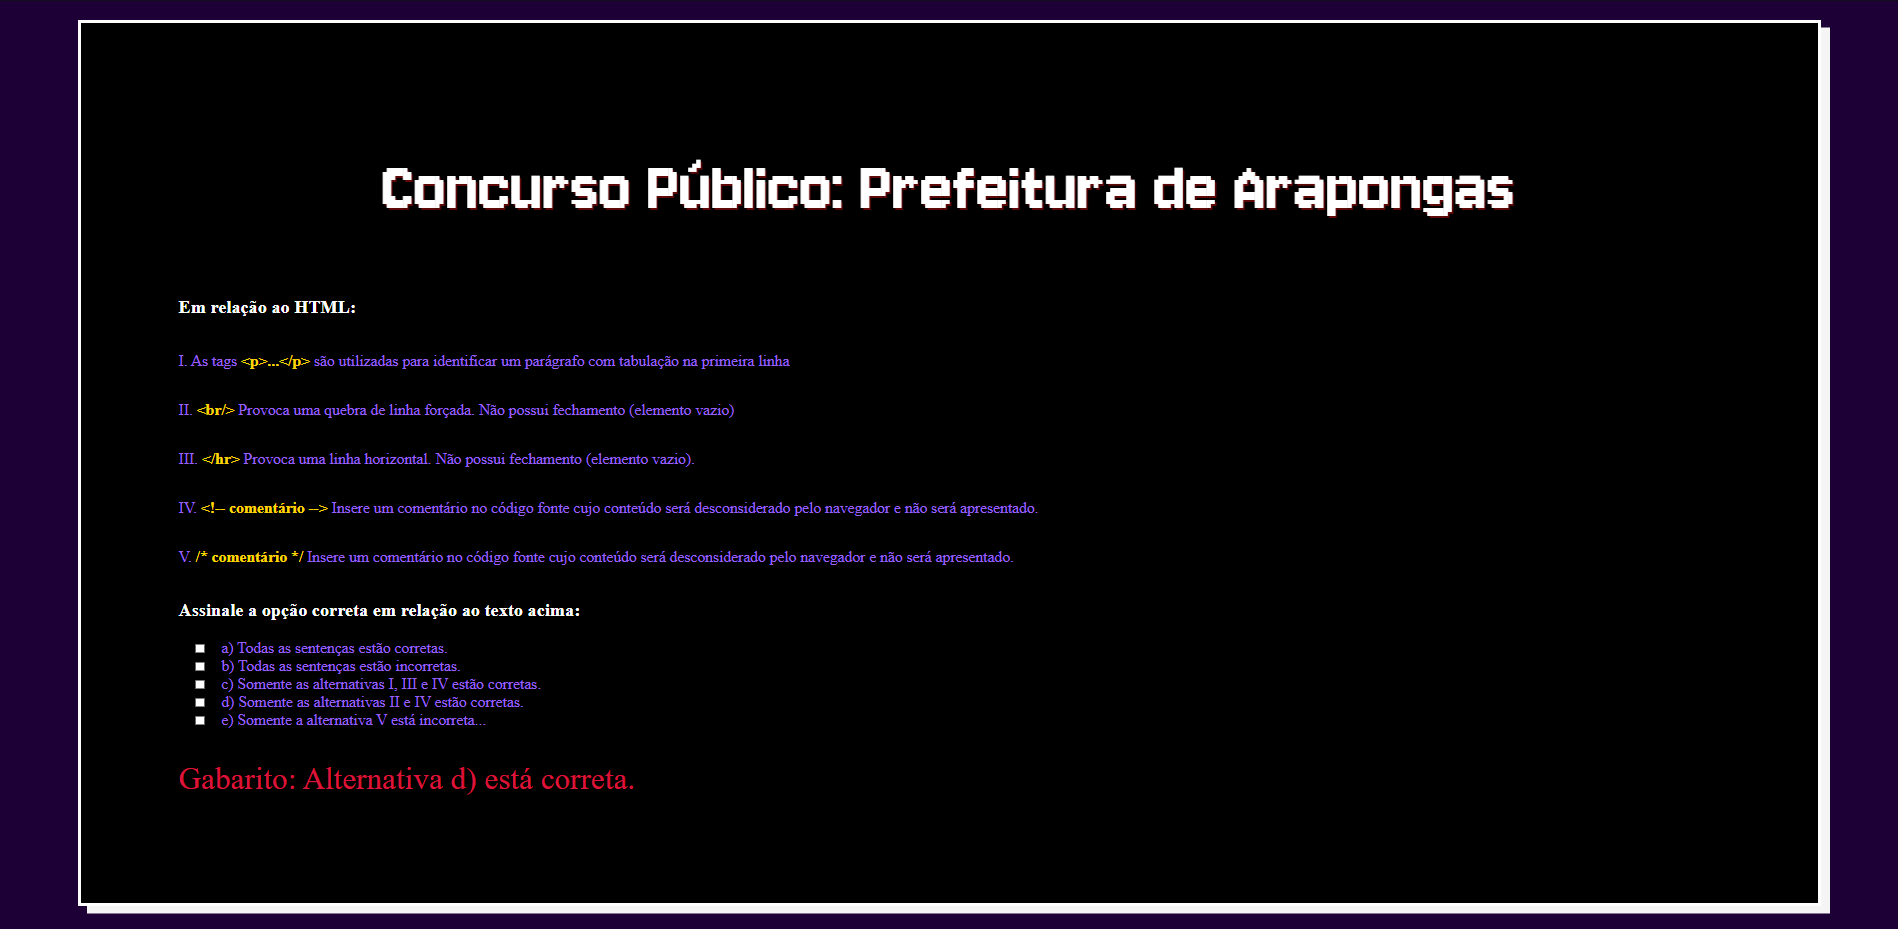 Concurso Público: Prefeitura de Arapongas
Em relação ao HTML:
I. As tags <p>...</p> são utilizadas para identificar um parágrafo com tabulação na primeira linha
II. <br/> Provoca uma quebra de linha forçada. Não possui fechamento (elemento vazio)
III. </hr> Provoca uma linha horizontal. Não possui fechamento (elemento vazio).
IV. <!-- comentário --> Insere um comentário no código fonte cujo conteúdo será desconsiderado pelo navegador e não será apresentado.
V. /* comentário */ Insere um comentário no código fonte cujo conteúdo será desconsiderado pelo navegador e não será apresentado.
Assinale a opção correta em relação ao texto acima:
a) Todas as sentenças estão corretas.
b) Todas as sentenças estão incorretas.
c) Somente as alternativas I, III e IV estão corretas.
d) Somente as alternativas II e IV estão corretas.
e) Somente a alternativa V está incorreta...
Gabarito: Alternativa d) está correta.